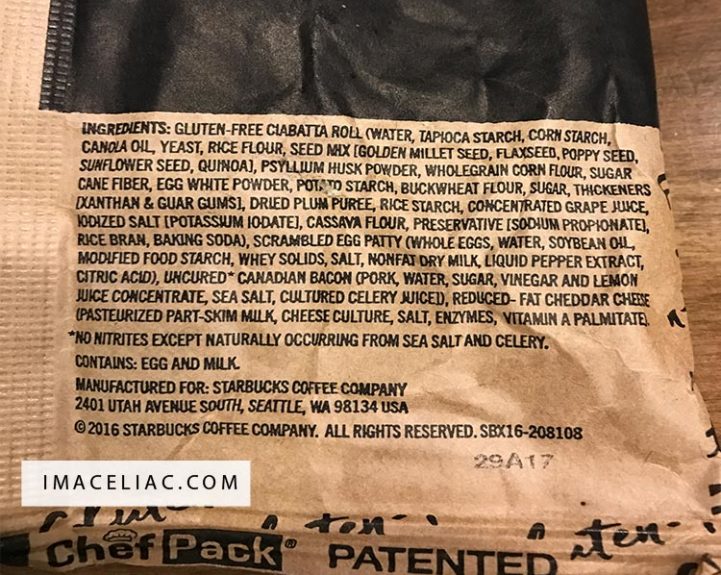 INGREDIENTS: GLUTEN-FREE CIABATTA ROLL (WATER, TAPIOCA STARCH, CORN STARCH,
CANOLA OIL, YEAST, RICE FLOUR, SEED MIX [GOLDEN MILLET SEED, FLAXSEED, POPPY SEED,
SUNFLOWER SEED, QUINOA], PSYLLIUM HUSK POWDER, WHOLEGRAIN CORN FLOUR, SUGAR
CANE FIBER, EGG WHITE POWDER, POTATO STARCH, BUCKWHEAT FLOUR, SUGAR, THICKENERS
[XANTHAN & GUAR GUMS], DRIED PLUM PUREE, RICE STARCH, CONCENTRATED GRAPE JUICE,
IODIZED SALT [POTASSIUM IODATE], CASSAVA FLOUR, PRESERVATIVE [SODIUM PROPIONATE],
RICE BRAN, BAKING SODA), SCRAMBLED EGG PATTY (WHOLE EGGS, WATER, SOYBEAN OIL,
MODIFIED FOOD STARCH, WHEY SOLIDS, SALT, NONFAT DRY MILK, LIQUID PEPPER EXTRACT,
CITRIC ACID), UNCURED* CANADIAN BACON (PORK, WATER, SUGAR, VINEGAR AND LEMON
JUICE CONCENTRATE, SEA SALT, CULTURED CELERY JUICE), REDUCED- FAT CHEDDAR CHEESE
(PASTEURIZED PART-SKIM MILK, CHEESE CULTURE, SALT, ENZYMES, VITAMIN A PALMITATE).
*NO NITRITES EXCEPT NATURALLY OCCURRING FROM SEA SALT AND CELERY.
CONTAINS: EGG AND MILK.
MANUFACTURED FOR: STARBUCKS COFFEE COMPANY
2401 UTAH AVENUE SOUTH, SEATTLE, WA 98134 USA
© 2016 STARBUCKS COFFEE COMPANY. ALL RIGHTS RESERVED. SBX16-208108
29A17
IMACELIAC.COM
Chef Pack® PATENTED